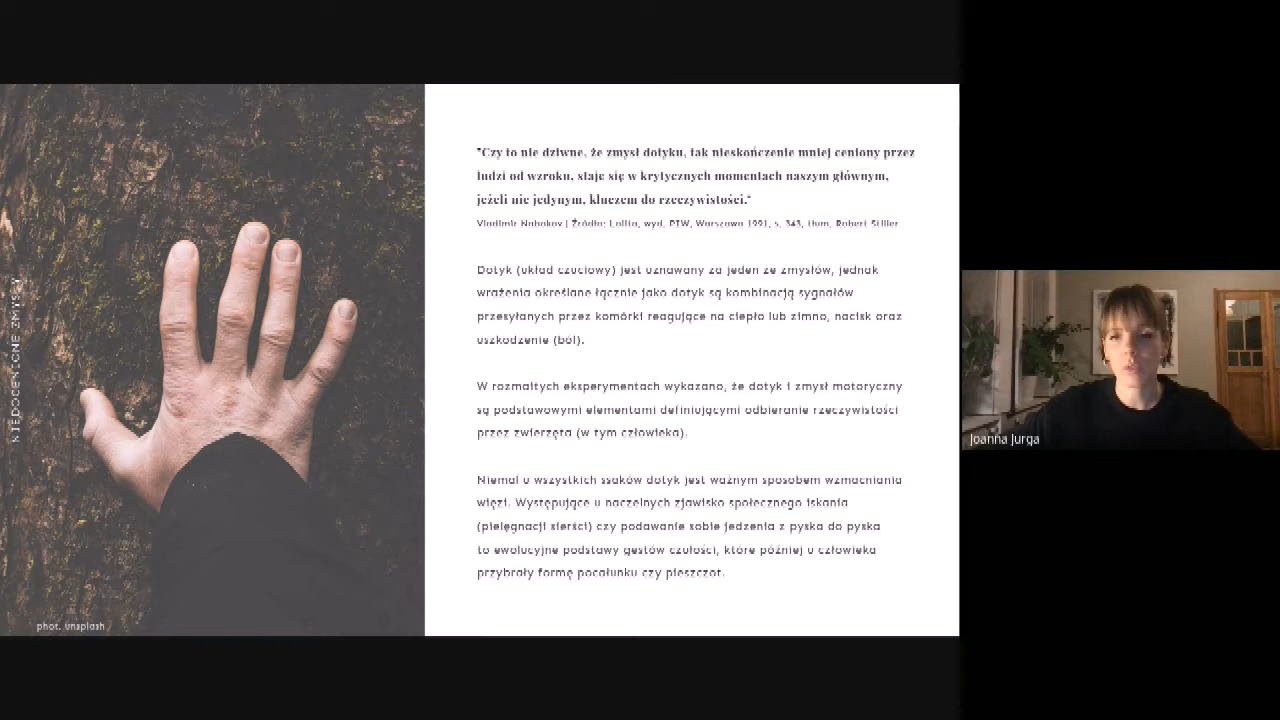 NIEDOCENIONE ZMYSŁY
phot. unsplash
"Czy to nie dziwne, że zmysł dotyku, tak nieskończenie mniej ceniony przez
ludzi od wzroku, staje się w krytycznych momentach naszym głównym,
jeżeli nie jedynym, kluczem do rzeczywistości."
Vladimir Nabokov | Źródło: Lolita, wyd. PIW, Warszawa 1991, s. 343, tłum. Robert Stiller
Dotyk (układ czuciowy) jest uznawany za jeden ze zmysłów, jednak
wrażenia określane łącznie jako dotyk są kombinacją sygnałów
przesyłanych przez komórki reagujące na ciepło lub zimno, nacisk oraz
uszkodzenie (ból).
W rozmaitych eksperymentach wykazano, że dotyk i zmysł motoryczny
są podstawowymi elementami definiującymi odbieranie rzeczywistości
przez zwierzęta (w tym człowieka).
Niemal u wszystkich ssaków dotyk jest ważnym sposobem wzmacniania
więzi. Występujące u naczelnych zjawisko społecznego iskania
(pielęgnacji sierści) czy podawanie sobie jedzenia z pyska do pyska
to ewolucyjne podstawy gestów czułości, które później u człowieka
przybrały formę pocałunku czy pieszczot.
Joanna Jurga